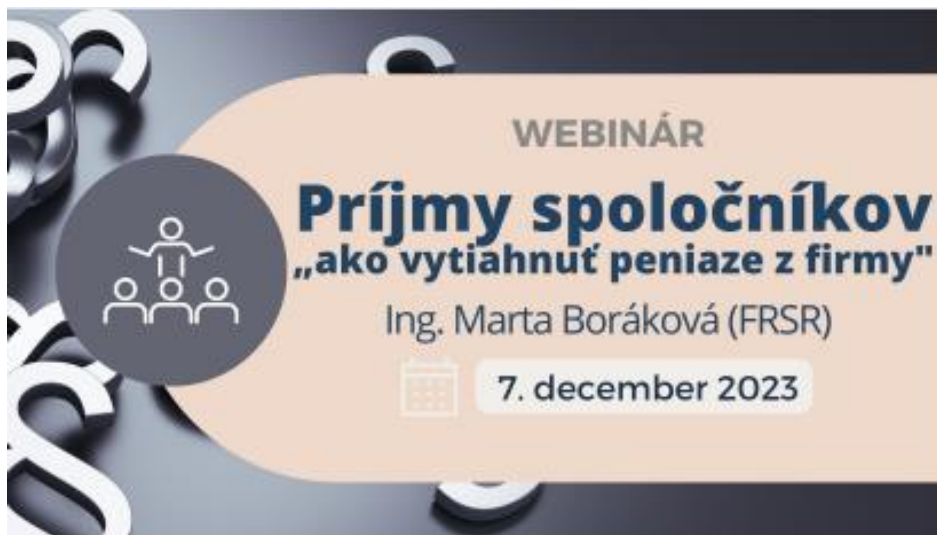 WEBINÁR
Príjmy spoločníkov
„ako vytiahnuť peniaze z firmy"
Ing. Marta Boráková (FRSR)
7. december 2023